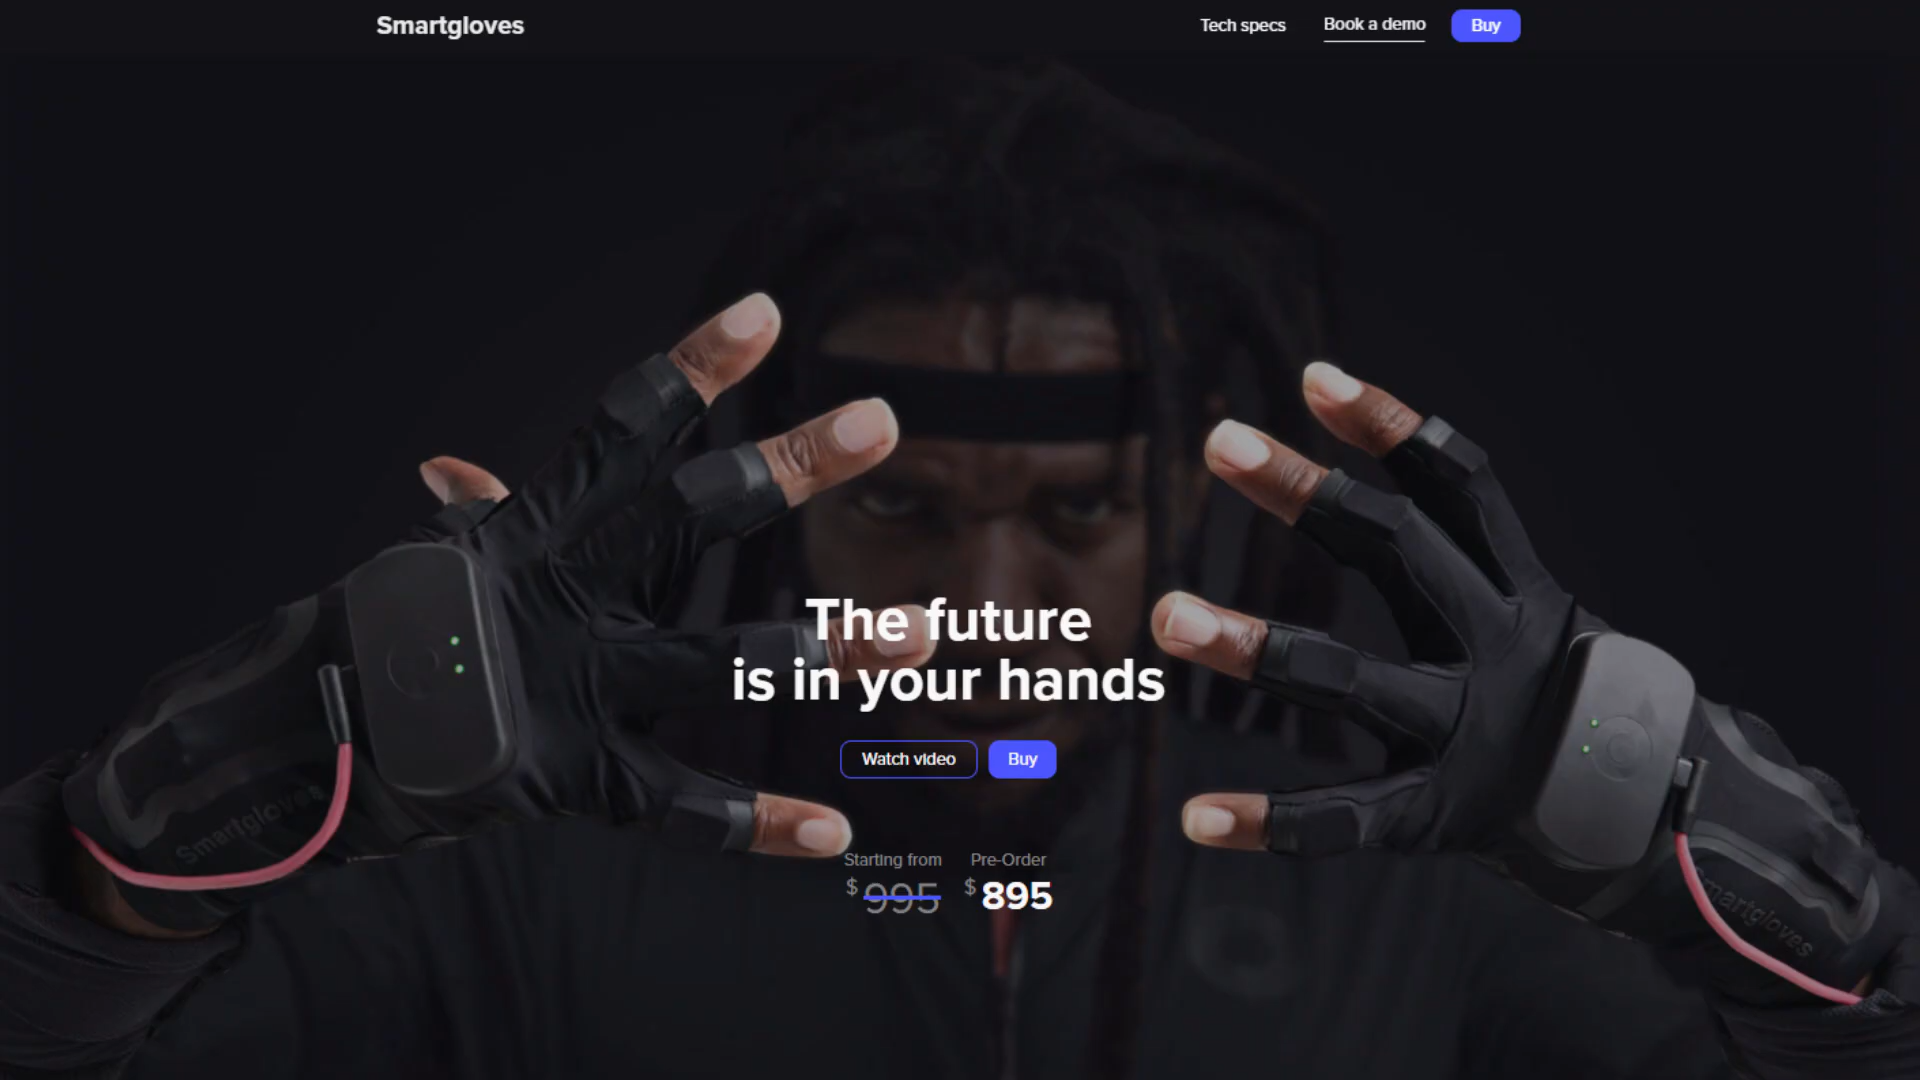 Smartgloves
Tech specs
Book a demo
Buy
The future
is in your hands
Watch video
Buy
Starting from
Pre-Order
$ 995
$ 895
Smartgloves
Smartgloves